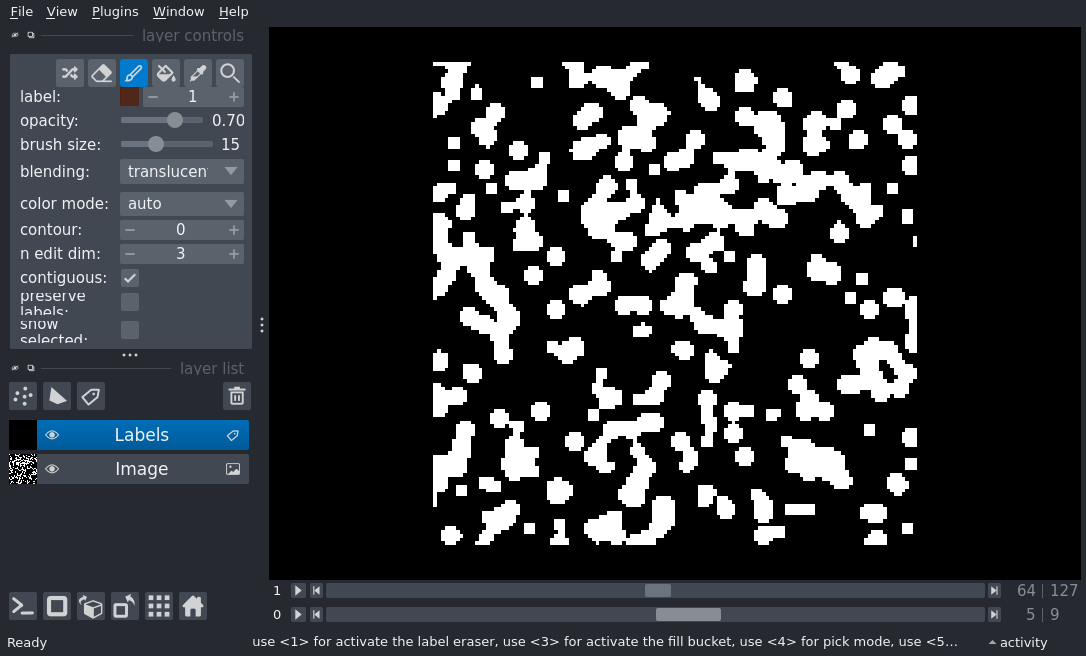 File View Plugins Window Help
layer controls
label: 1
opacity: 0.70
brush size: 15
blending: translucen
color mode: auto
contour: 0
n edit dim: 3
contiguous:
preserve
labels:
show
selected:
layer list
Labels
Image
1 64 127
0 5 9
Ready use <1> for activate the label eraser, use <3> for activate the fill bucket, use <4> for pick mode, use <5... activity